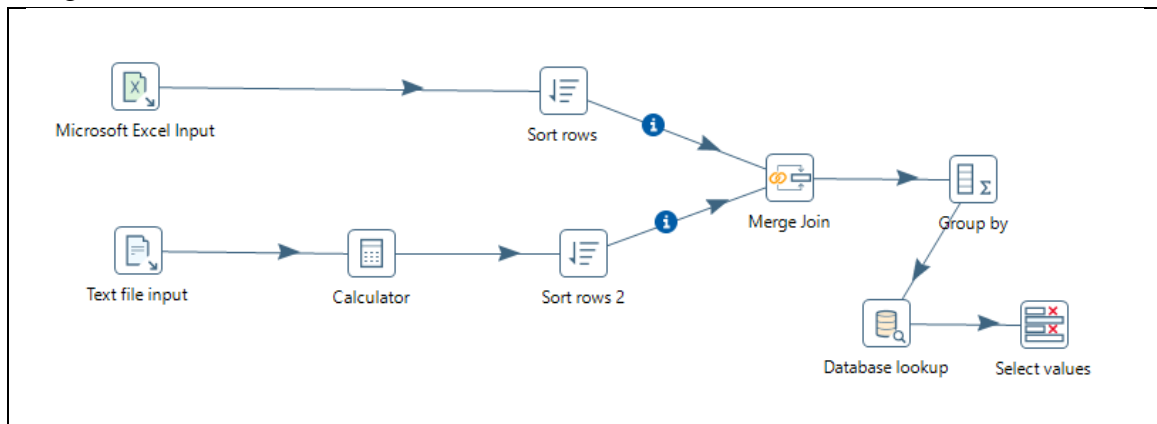 Microsoft Excel Input
Sort rows
Merge Join
Group by
Text file input
Calculator
Sort rows 2
Database lookup
Select values